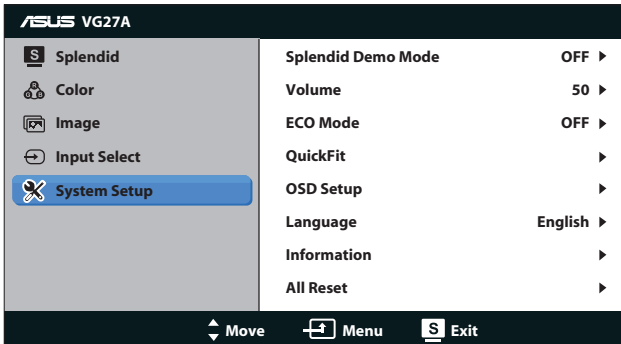 ASUS VG27A
S Splendid
Color
Image
Input Select
System Setup
Splendid Demo Mode OFF
Volume 50
ECO Mode OFF
QuickFit
OSD Setup
Language English
Information
All Reset
Move Menu S Exit